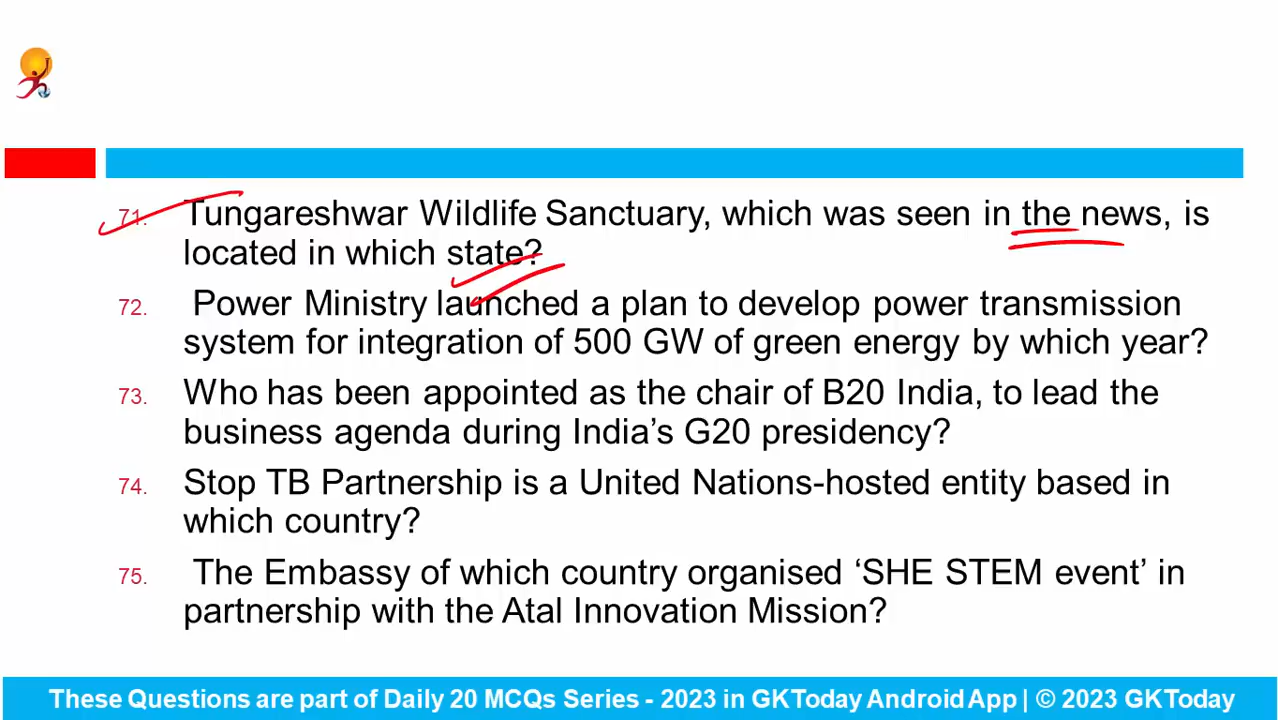 71. Tungareshwar Wildlife Sanctuary, which was seen in the news, is
located in which state?
72. Power Ministry launched a plan to develop power transmission
system for integration of 500 GW of green energy by which year?
73. Who has been appointed as the chair of B20 India, to lead the
business agenda during India’s G20 presidency?
74. Stop TB Partnership is a United Nations-hosted entity based in
which country?
75. The Embassy of which country organised ‘SHE STEM event’ in
partnership with the Atal Innovation Mission?
These Questions are part of Daily 20 MCQs Series - 2023 in GKToday Android App | © 2023 GKToday